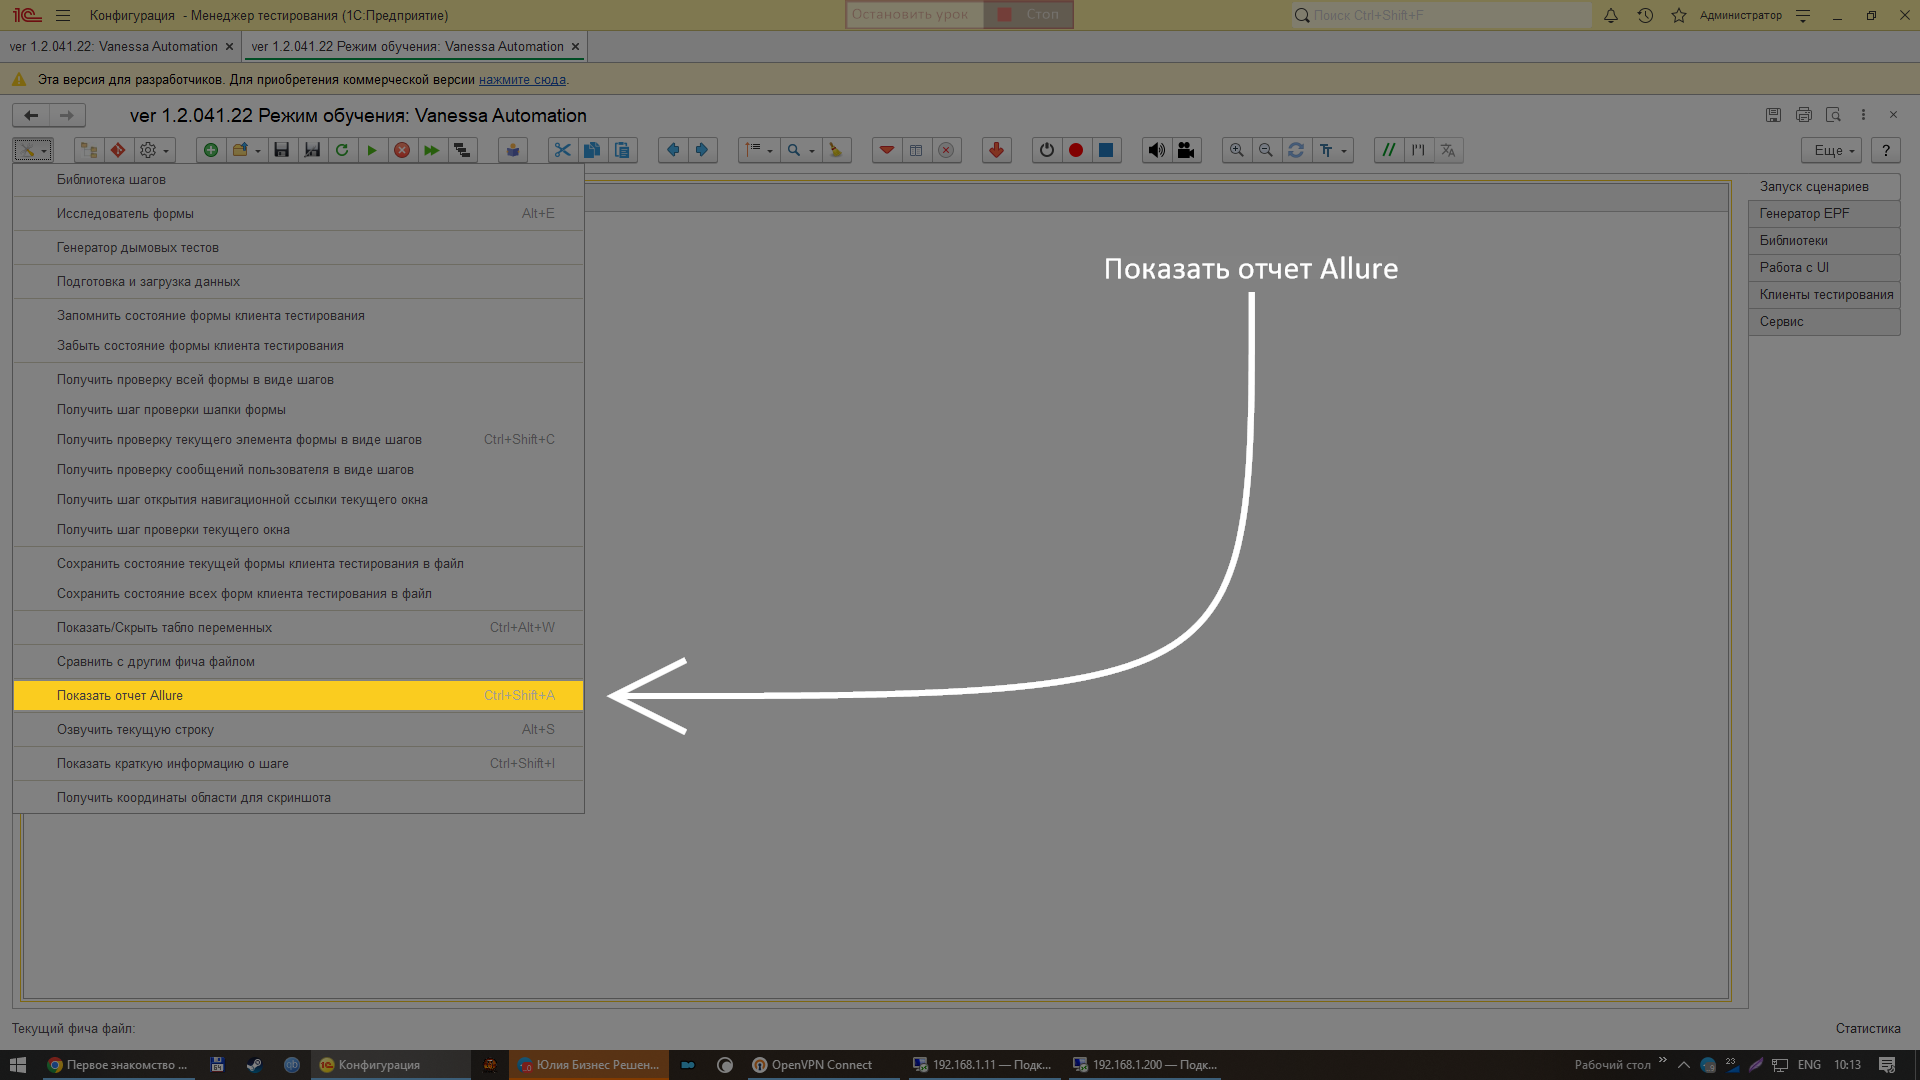 Конфигурация - Менеджер тестирования (1С:Предприятие)
Остановить урок
Стоп
Поиск Ctrl+Shift+F
Администратор
ver 1.2.041.22: Vanessa Automation ×
ver 1.2.041.22 Режим обучения: Vanessa Automation ×
Эта версия для разработчиков. Для приобретения коммерческой версии нажмите сюда.
ver 1.2.041.22 Режим обучения: Vanessa Automation
Еще
?
Библиотека шагов
Исследователь формы Alt+E
Генератор дымовых тестов
Подготовка и загрузка данных
Запомнить состояние формы клиента тестирования
Забыть состояние формы клиента тестирования
Получить проверку всей формы в виде шагов
Получить шаг проверки шапки формы
Получить проверку текущего элемента формы в виде шагов Ctrl+Shift+C
Получить проверку сообщений пользователя в виде шагов
Получить шаг открытия навигационной ссылки текущего окна
Получить шаг проверки текущего окна
Сохранить состояние текущей формы клиента тестирования в файл
Сохранить состояние всех форм клиента тестирования в файл
Показать/Скрыть табло переменных Ctrl+Alt+W
Сравнить с другим фича файлом
Показать отчет Allure Ctrl+Shift+A
Озвучить текущую строку Alt+S
Показать краткую информацию о шаге Ctrl+Shift+I
Получить координаты области для скриншота
Показать отчет Allure
Запуск сценариев
Генератор EPF
Библиотеки
Работа с UI
Клиенты тестирования
Сервис
Текущий фича файл:
Статистика
Первое знакомство ...
Конфигурация
Юлия Бизнес Решен...
OpenVPN Connect
192.168.1.11 — Подк...
192.168.1.200 — Подк...
Рабочий стол
23
ENG
10:13